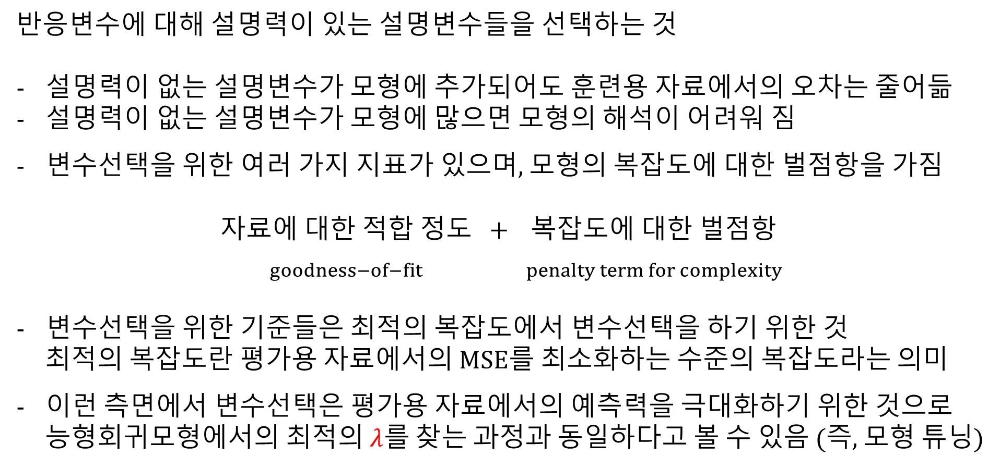 반응변수에 대해 설명력이 있는 설명변수들을 선택하는 것
- 설명력이 없는 설명변수가 모형에 추가되어도 훈련용 자료에서의 오차는 줄어듦
- 설명력이 없는 설명변수가 모형에 많으면 모형의 해석이 어려워 짐
- 변수선택을 위한 여러 가지 지표가 있으며, 모형의 복잡도에 대한 벌점항을 가짐
자료에 대한 적합 정도 + 복잡도에 대한 벌점항
goodness−of−fit penalty term for complexity
- 변수선택을 위한 기준들은 최적의 복잡도에서 변수선택을 하기 위한 것
최적의 복잡도란 평가용 자료에서의 MSE를 최소화하는 수준의 복잡도라는 의미
- 이런 측면에서 변수선택은 평가용 자료에서의 예측력을 극대화하기 위한 것으로
능형회귀모형에서의 최적의 λ를 찾는 과정과 동일하다고 볼 수 있음 (즉, 모형 튜닝)